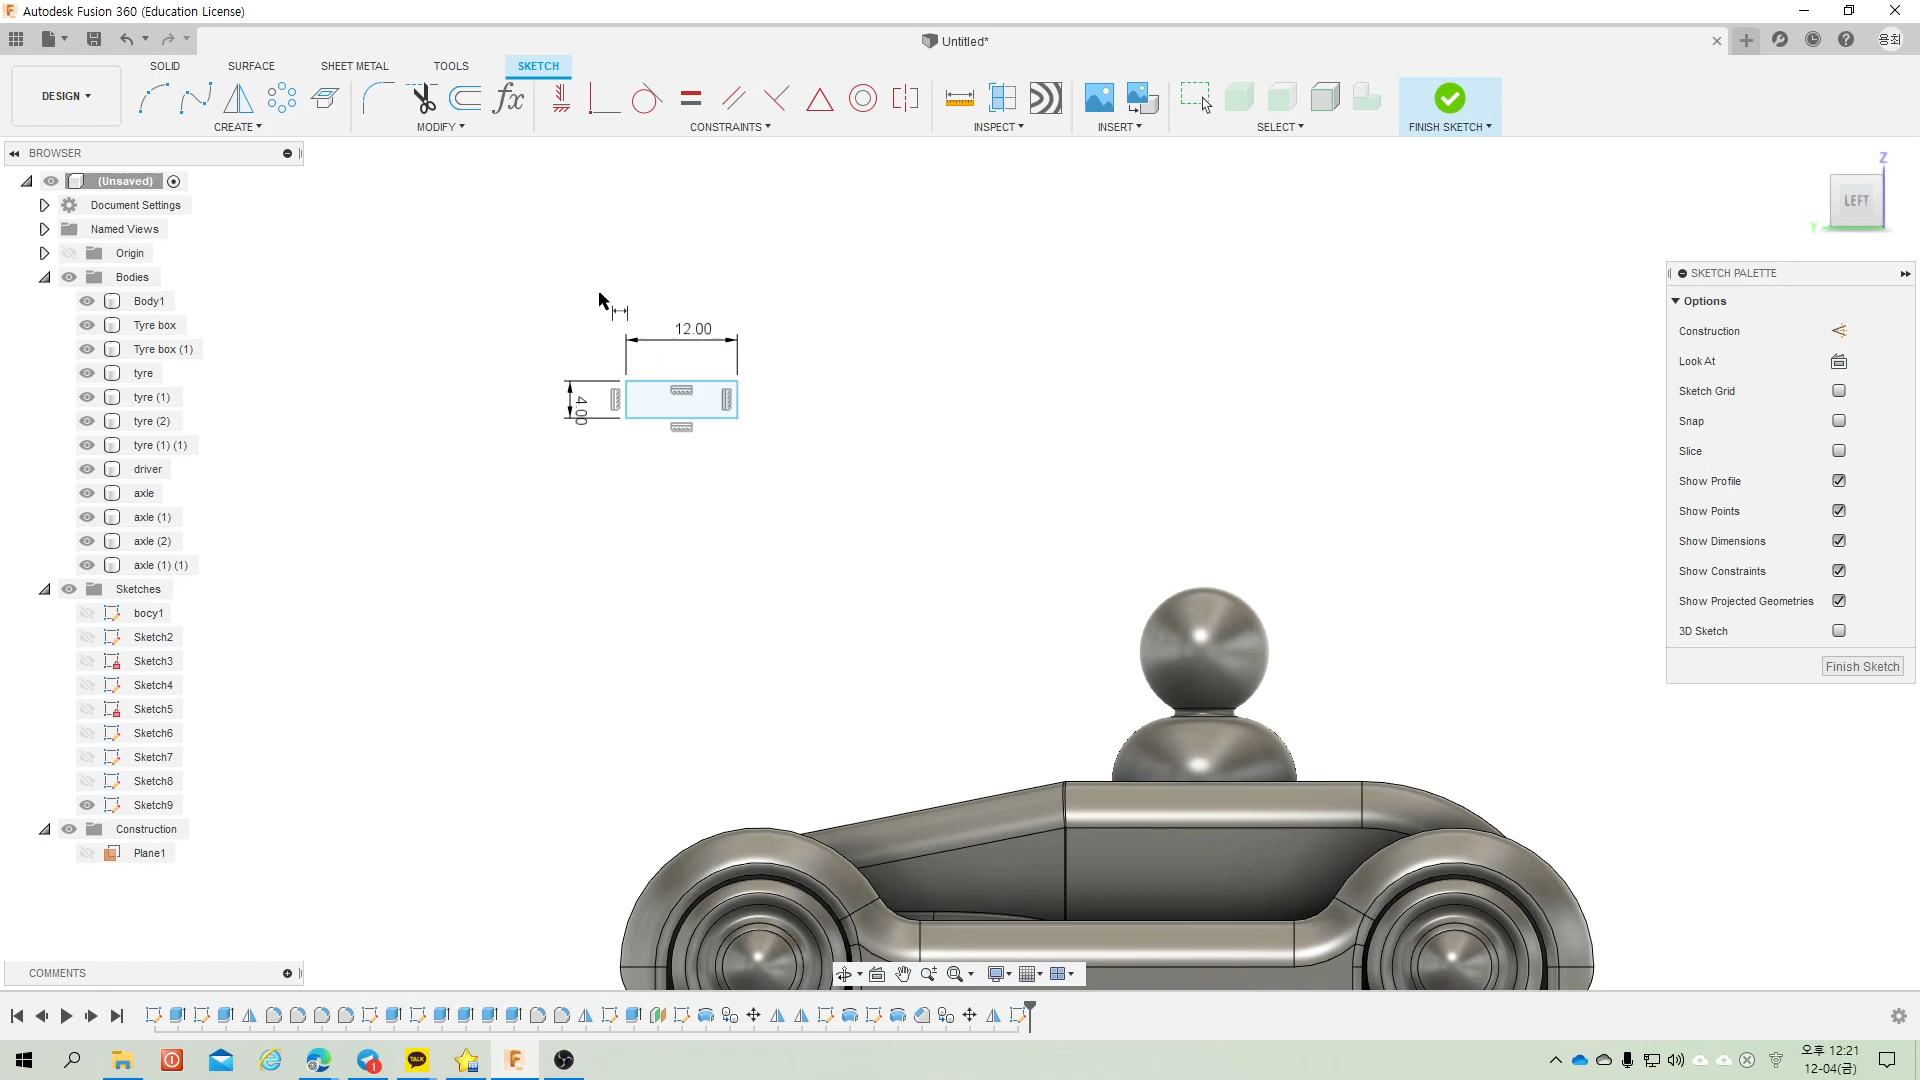 Autodesk Fusion 360 (Education License)
Untitled*
용최
DESIGN
SOLID
SURFACE
SHEET METAL
TOOLS
SKETCH
CREATE
MODIFY
CONSTRAINTS
INSPECT
INSERT
SELECT
FINISH SKETCH
fx
BROWSER
(Unsaved)
Document Settings
Named Views
Origin
Bodies
Body1
Tyre box
Tyre box (1)
tyre
tyre (1)
tyre (2)
tyre (1) (1)
driver
axle
axle (1)
axle (2)
axle (1) (1)
Sketches
bocy1
Sketch2
Sketch3
Sketch4
Sketch5
Sketch6
Sketch7
Sketch8
Sketch9
Construction
Plane1
COMMENTS
12.00
4.00
Z
LEFT
Y
SKETCH PALETTE
Options
Construction
Look At
Sketch Grid
Snap
Slice
Show Profile
Show Points
Show Dimensions
Show Constraints
Show Projected Geometries
3D Sketch
Finish Sketch
TALK
1
오후 12:21
12-04(금)